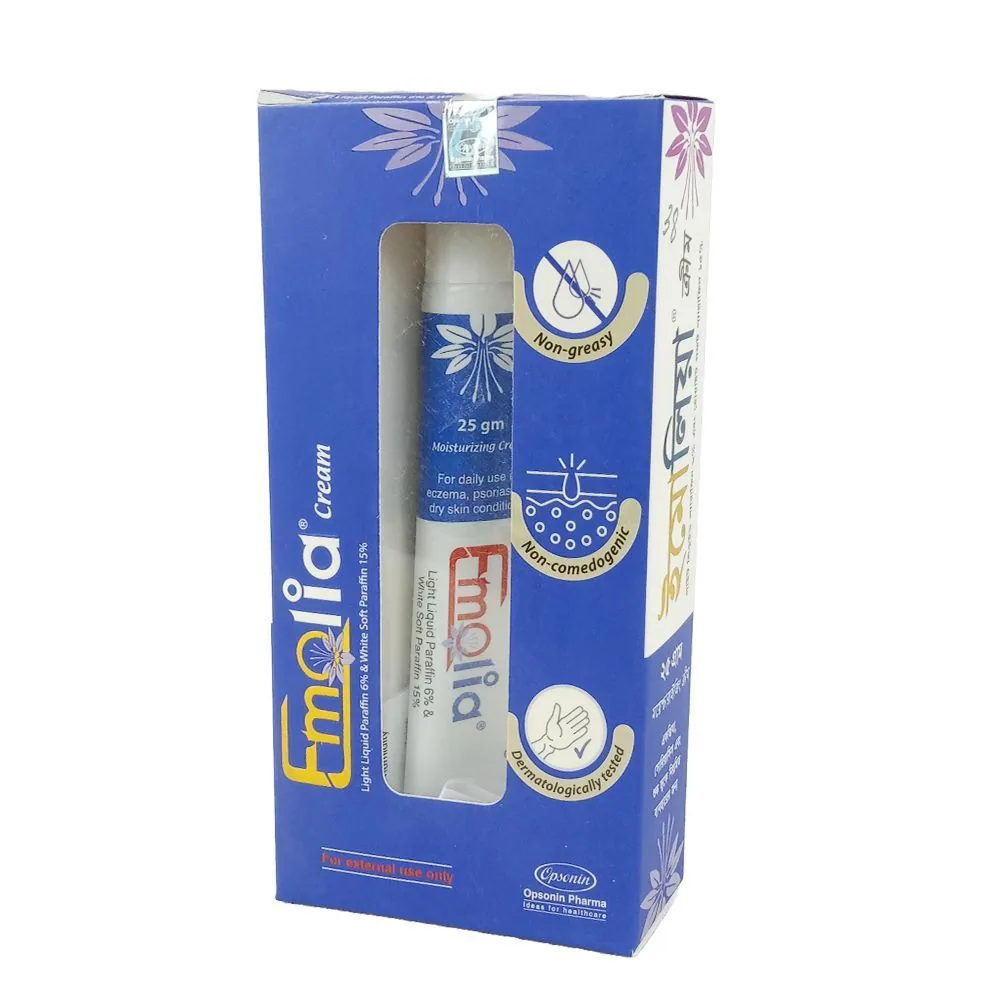 Emolia® Cream
Light Liquid Paraffin 6% & White Soft Paraffin 15%
25 gm
Moisturizing
For daily use
eczema,
dry skin
Emolia®
Light Liquid Paraffin 6% &
White Soft Paraffin 15%
Non-greasy
Non-comedogenic
Dermatologically tested
For external use only
Opsonin
Opsonin Pharma
Ideas for healthcare
ইমোলিয়া® ক্রীম
২৫ গ্রাম